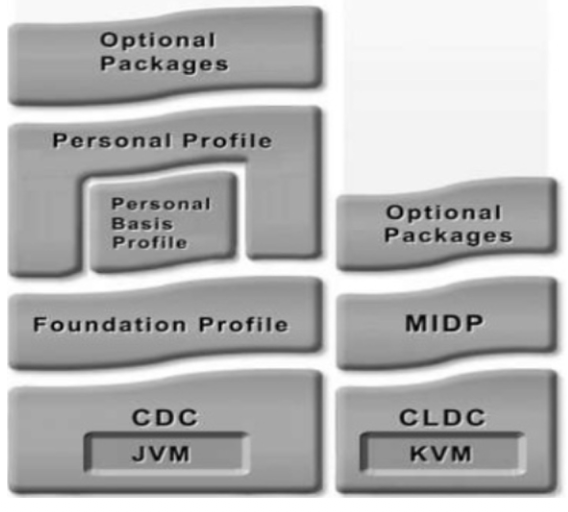 Optional
Packages
Personal Profile
Personal
Basis
Profile
Foundation Profile
CDC
JVM
Optional
Packages
MIDP
CLDC
KVM